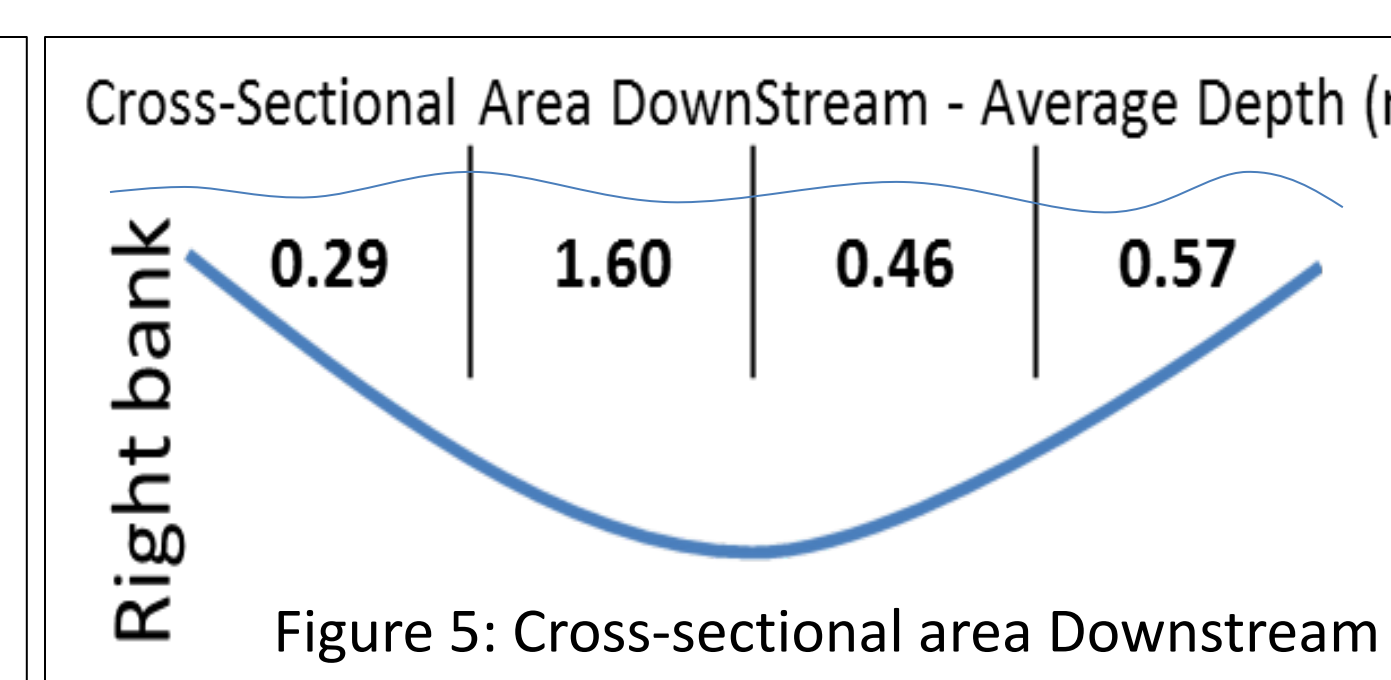 Cross-Sectional Area DownStream - Average Depth (
0.29 1.60 0.46 0.57
Right bank
Figure 5: Cross-sectional area Downstream